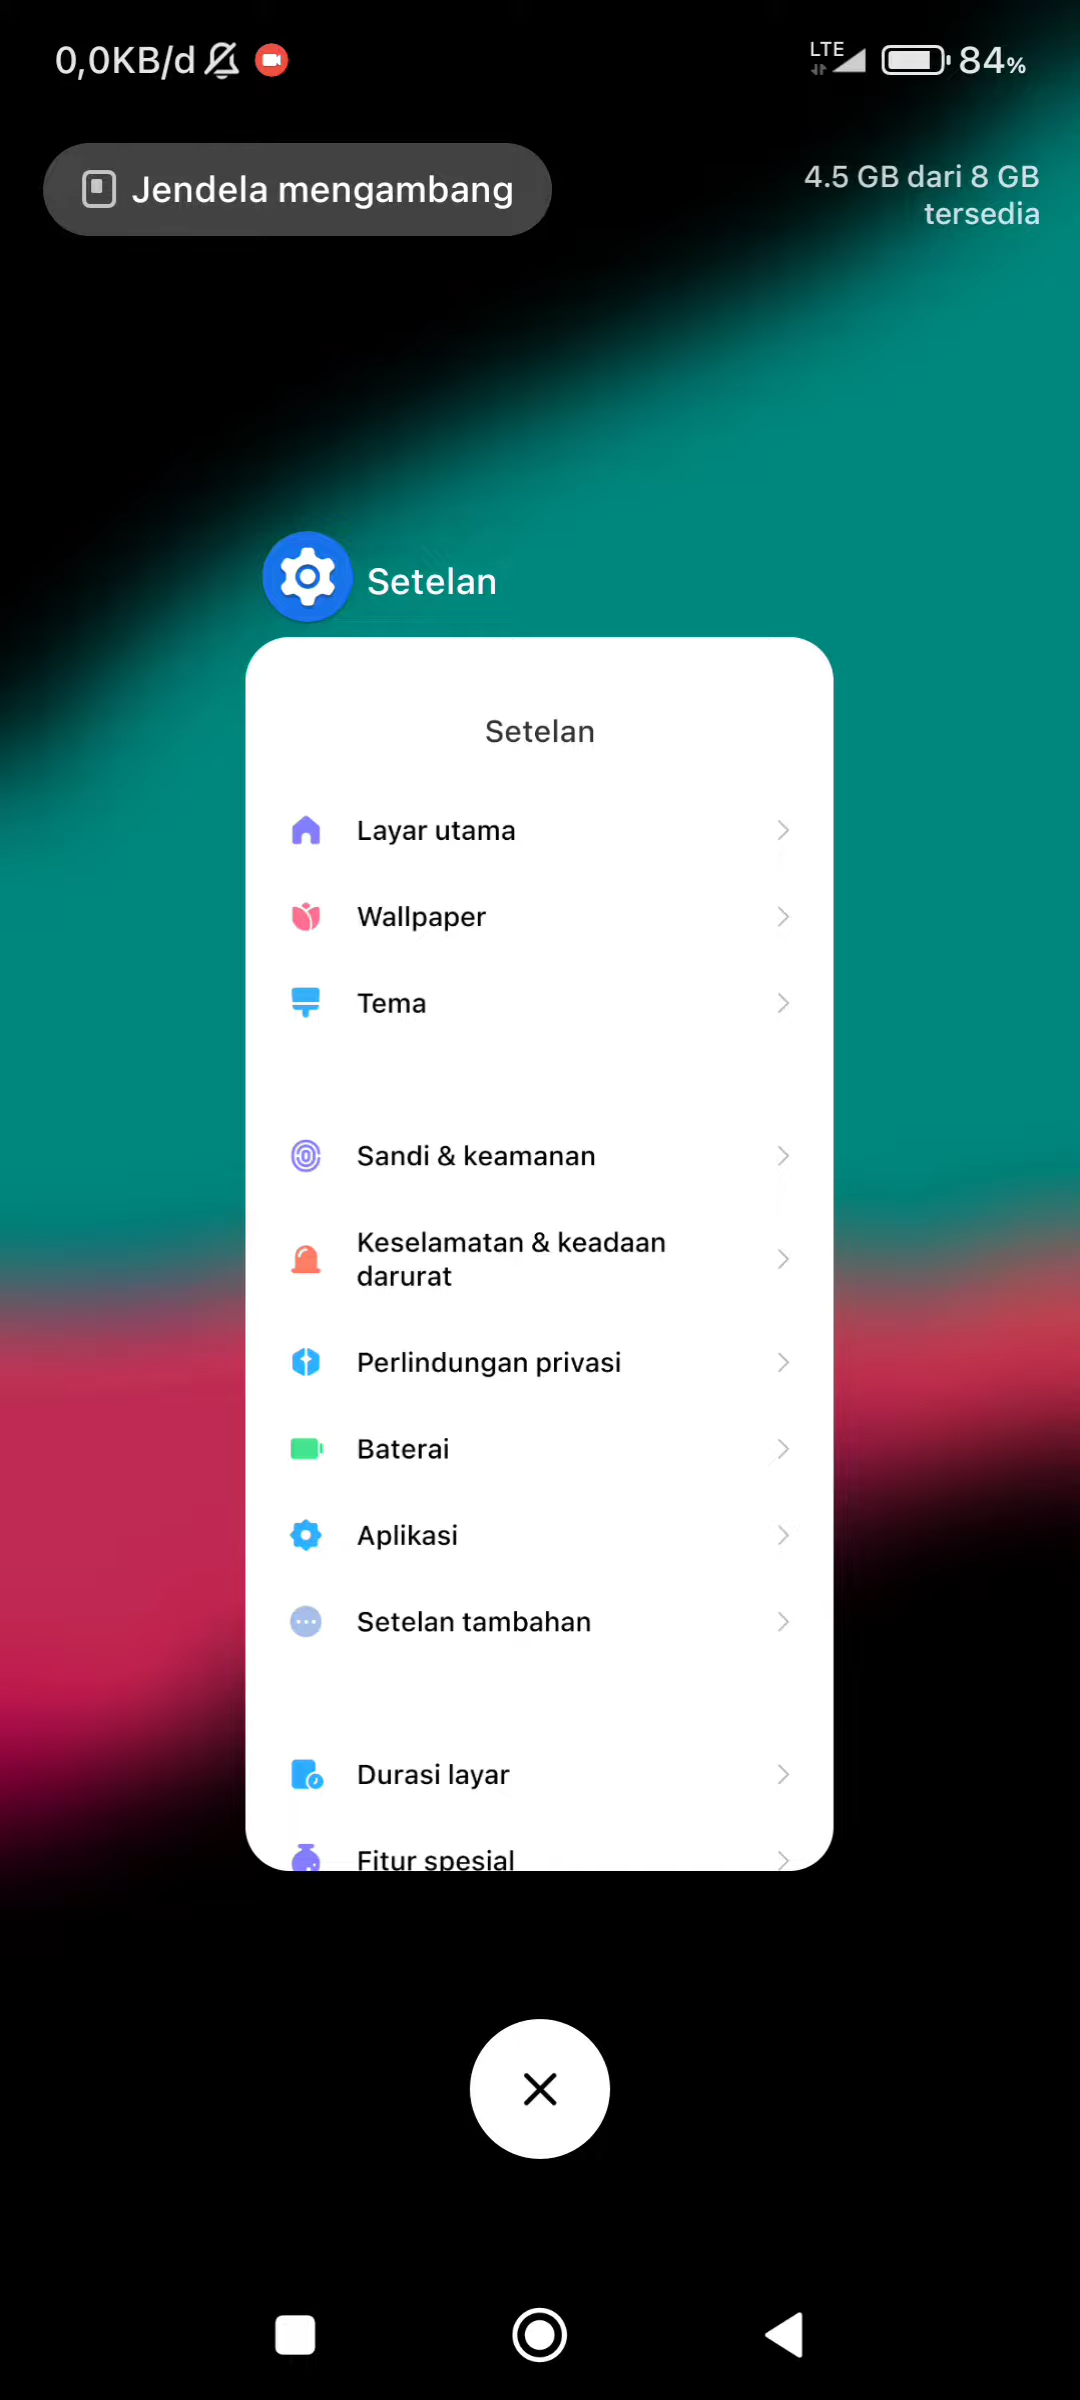 0,0KB/d
LTE
84%
Jendela mengambang
4.5 GB dari 8 GB
tersedia
Setelan
Setelan
Layar utama
Wallpaper
Tema
Sandi & keamanan
Keselamatan & keadaan
darurat
Perlindungan privasi
Baterai
Aplikasi
Setelan tambahan
Durasi layar
Fitur spesial